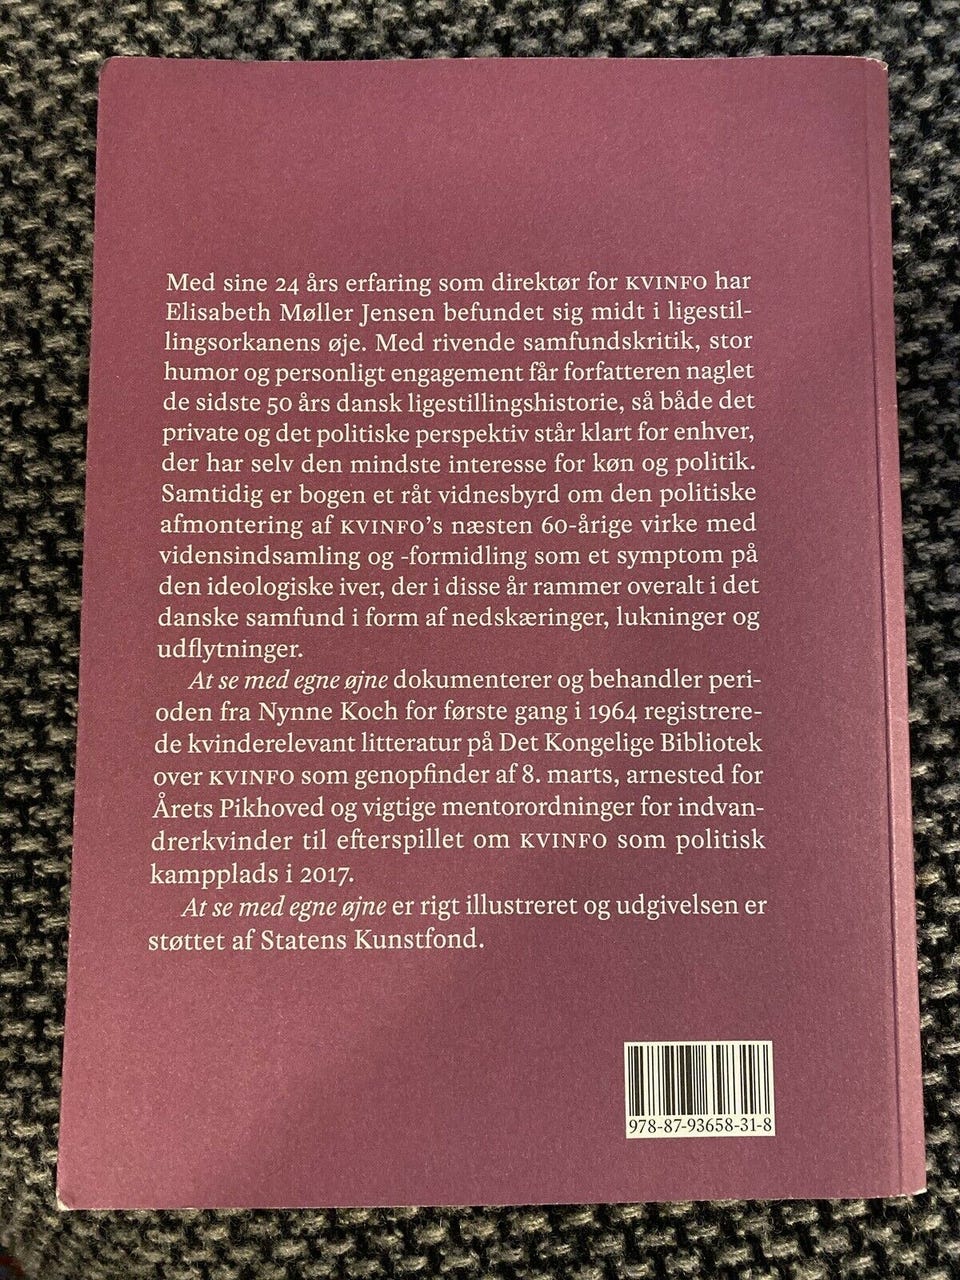 Med sine 24 års erfaring som direktør for KVINFO har
Elisabeth Møller Jensen befundet sig midt i ligestil-
lingsorkanens øje. Med rivende samfundskritik, stor
humor og personligt engagement får forfatteren naglet
de sidste 50 års dansk ligestillingshistorie, så både det
private og det politiske perspektiv står klart for enhver,
der har selv den mindste interesse for køn og politik.
Samtidig er bogen et råt vidnesbyrd om den politiske
afmontering af KVINFO's næsten 60-årige virke med
vidensindsamling og -formidling som et symptom på
den ideologiske iver, der i disse år rammer overalt i det
danske samfund i form af nedskæringer, lukninger og
udflytninger.
At se med egne øjne dokumenterer og behandler peri-
oden fra Nynne Koch for første gang i 1964 registrere-
de kvinderelevant litteratur på Det Kongelige Bibliotek
over KVINFO som genopfinder af 8. marts, arnested for
Årets Pikhoved og vigtige mentorordninger for indvan-
drerkvinder til efterspillet om KVINFO som politisk
kampplads i 2017.
At se med egne øjne er rigt illustreret og udgivelsen er
støttet af Statens Kunstfond.
978-87-93658-31-8